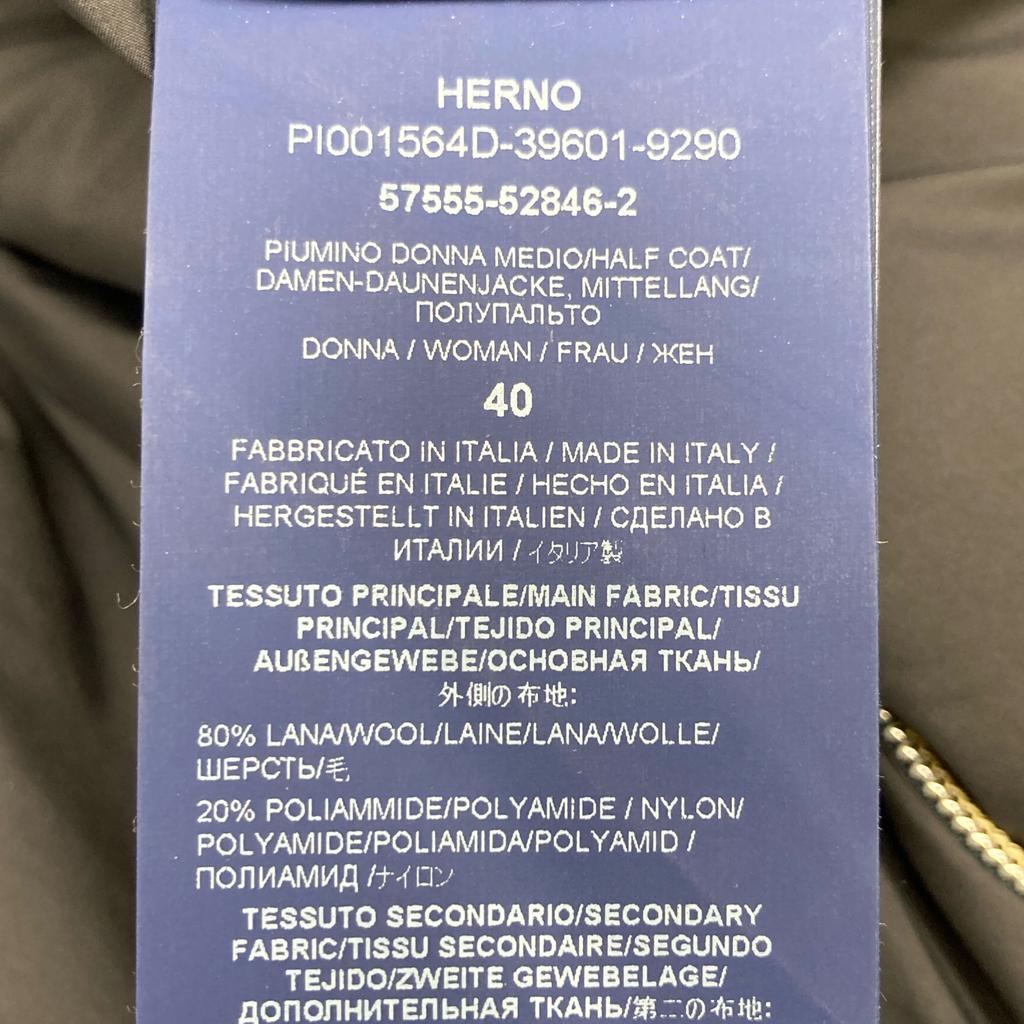 HERNO
PI001564D-39601-9290
57555-52846-2
PIUMINO DONNA MEDIO/HALF COAT/
DAMEN-DAUNENJACKE, MITTELLANG/
ПОЛУПАЛЬТО
DONNA / WOMAN / FRAU / ЖЕН
40
FABBRICATO IN ITALIA / MADE IN ITALY /
FABRIQUÉ EN ITALIE / HECHO EN ITALIA /
HERGESTELLT IN ITALIEN / СДЕЛАНО В
ИТАЛИИ / イタリア製
TESSUTO PRINCIPALE/MAIN FABRIC/TISSU
PRINCIPAL/TEJIDO PRINCIPAL/
AUßENGEWEBE/ОСНОВНАЯ ТКАНЬ/
外側の布地:
80% LANA/WOOL/LAINE/LANA/WOLLE/
ШЕРСТЬ/毛
20% POLIAMMIDE/POLYAMIDE / NYLON/
POLYAMIDE/POLIAMIDA/POLYAMID /
ПОЛИАМИД /ナイロン
TESSUTO SECONDARIO/SECONDARY
FABRIC/TISSU SECONDAIRE/SEGUNDO
TEJIDO/ZWEITE GEWEBELAGE/
ДОПОЛНИТЕЛЬНАЯ ТКАНЬ/第二の布地: